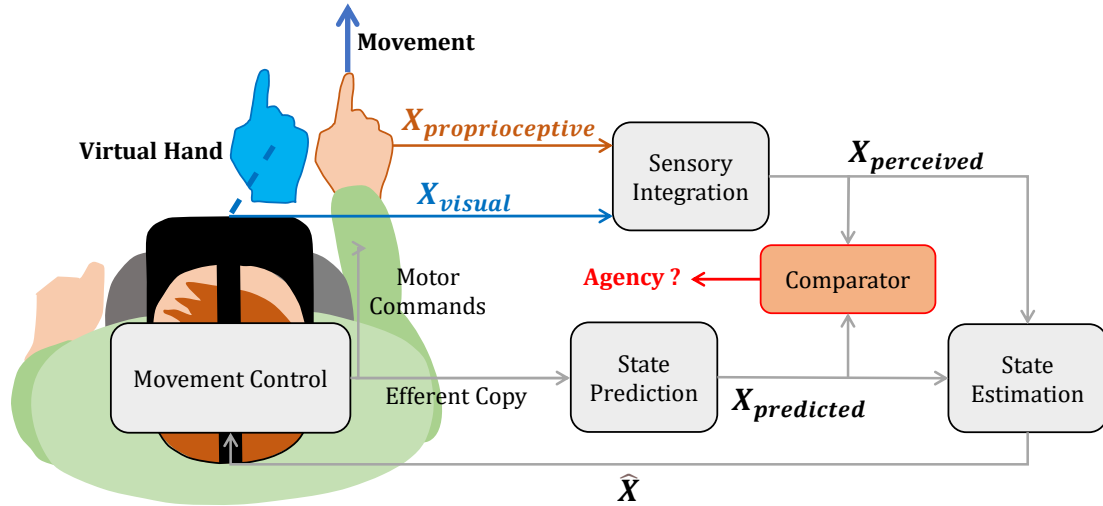 Movement
Virtual Hand
X_proprioceptive
X_visual
Sensory
Integration
X_perceived
Motor
Commands
Agency ?
Comparator
Movement Control
Efferent Copy
State
Prediction
X_predicted
State
Estimation
X̂